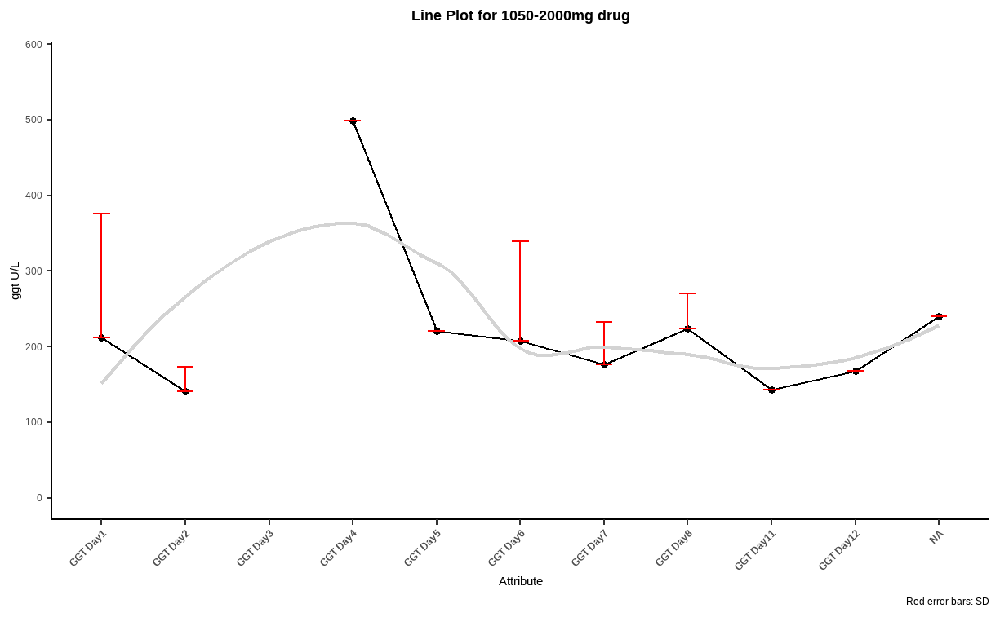 Line Plot for 1050-2000mg drug
600
500
400
300
200
100
0
ggt U/L
GGT Day1
GGT Day2
GGT Day3
GGT Day4
GGT Day5
GGT Day6
GGT Day7
GGT Day8
GGT Day11
GGT Day12
NA
Attribute
Red error bars: SD